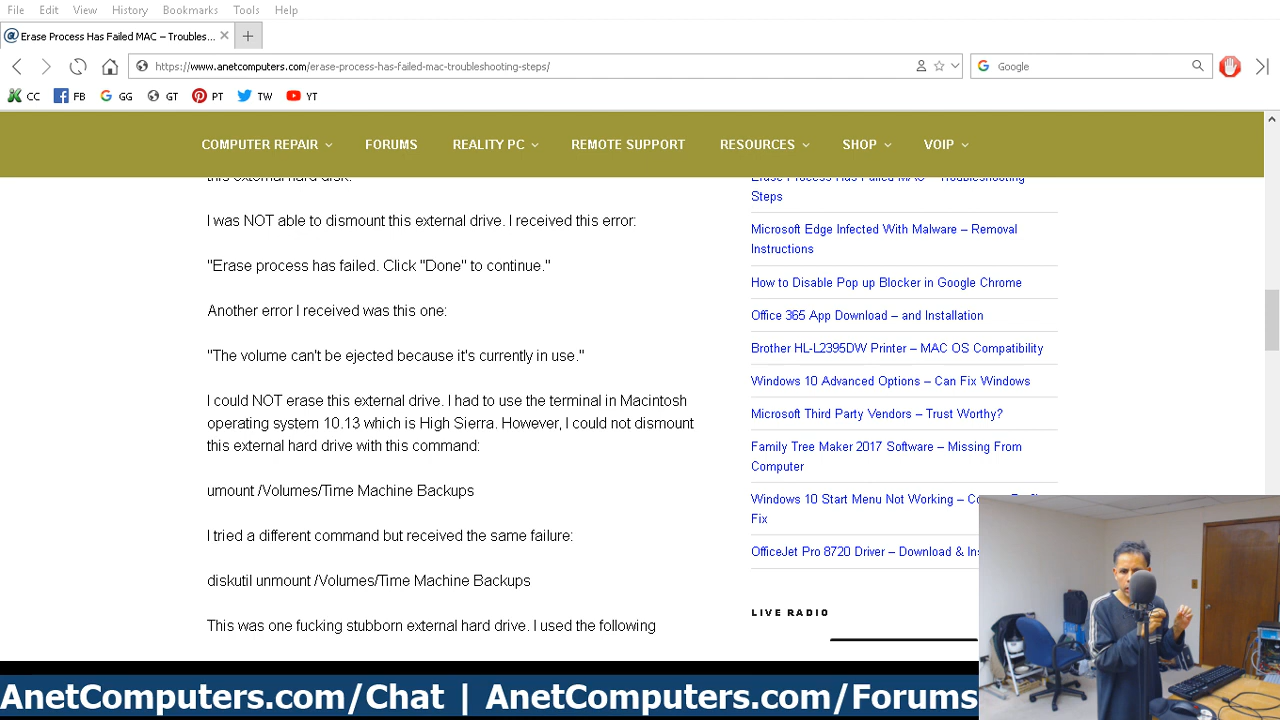 File Edit View History Bookmarks Tools Help
@ Erase Process Has Failed MAC – Troubles...
https://www.anetcomputers.com/erase-process-has-failed-mac-troubleshooting-steps/
Google
CC FB GG GT PT TW YT
COMPUTER REPAIR FORUMS REALITY PC REMOTE SUPPORT RESOURCES SHOP VOIP
this external hard disk.
I was NOT able to dismount this external drive. I received this error:
"Erase process has failed. Click "Done" to continue."
Another error I received was this one:
"The volume can't be ejected because it's currently in use."
I could NOT erase this external drive. I had to use the terminal in Macintosh
operating system 10.13 which is High Sierra. However, I could not dismount
this external hard drive with this command:
umount /Volumes/Time Machine Backups
I tried a different command but received the same failure:
diskutil unmount /Volumes/Time Machine Backups
This was one fucking stubborn external hard drive. I used the following
Erase Process Has Failed MAC – Troubleshooting
Steps
Microsoft Edge Infected With Malware – Removal
Instructions
How to Disable Pop up Blocker in Google Chrome
Office 365 App Download – and Installation
Brother HL-L2395DW Printer – MAC OS Compatibility
Windows 10 Advanced Options – Can Fix Windows
Microsoft Third Party Vendors – Trust Worthy?
Family Tree Maker 2017 Software – Missing From
Computer
Windows 10 Start Menu Not Working –
Fix
OfficeJet Pro 8720 Driver – Download &
LIVE RADIO
AnetComputers.com/Chat | AnetComputers.com/Forums